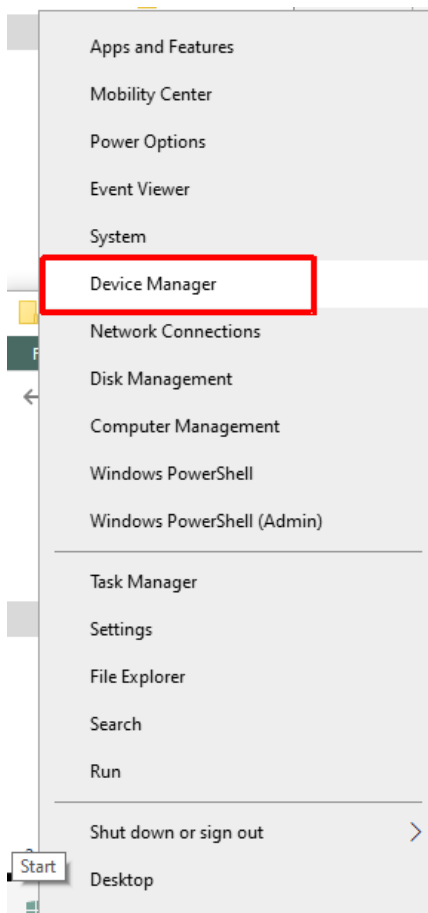 Apps and Features
Mobility Center
Power Options
Event Viewer
System
Device Manager
Network Connections
Disk Management
Computer Management
Windows PowerShell
Windows PowerShell (Admin)
Task Manager
Settings
File Explorer
Search
Run
Shut down or sign out
Start
Desktop